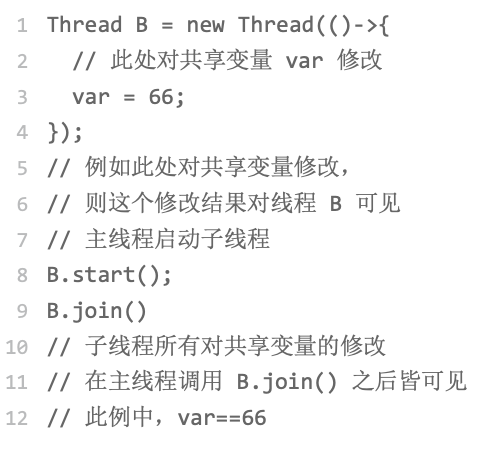 1 Thread B = new Thread(()->{
2   // 此处对共享变量 var 修改
3   var = 66;
4 });
5 // 例如此处对共享变量修改，
6 // 则这个修改结果对线程 B 可见
7 // 主线程启动子线程
8 B.start();
9 B.join()
10 // 子线程所有对共享变量的修改
11 // 在主线程调用 B.join() 之后皆可见
12 // 此例中，var==66